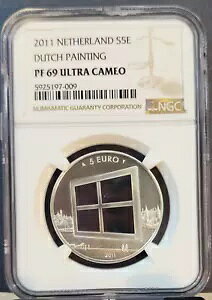 2011 NETHERLAND S5E
DUTCH PAINTING
PF 69 ULTRA CAMEO
5925197-009
NUMISMATIC GUARANTY CORPORATION
NGC
5 EURO
2011